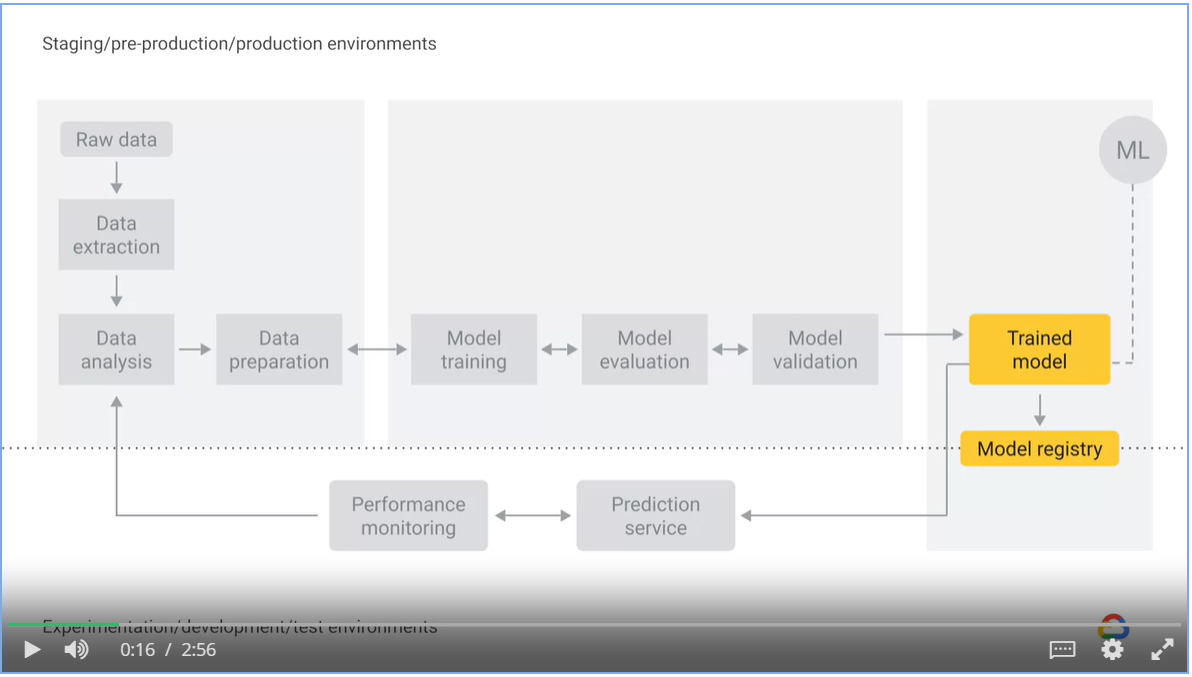 Staging/pre-production/production environments
Raw data
ML
Data
extraction
Data
analysis
Data
preparation
Model
training
Model
evaluation
Model
validation
Trained
model
Model registry
Performance
monitoring
Prediction
service
Experimentation/development/test environments
0:16 / 2:56